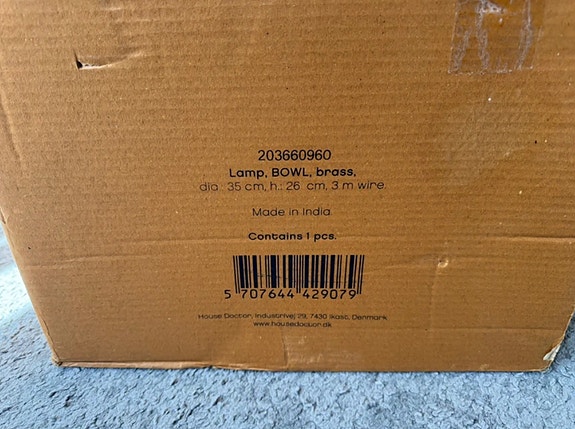 203660960
Lamp, BOWL, brass,
dia.: 35 cm, h.: 26 cm, 3 m wire.
Made in India.
Contains 1 pcs.
5 707644 429079
House Doctor, Industrivej 29, 7430 Ikast, Denmark
www.housedoctor.dk